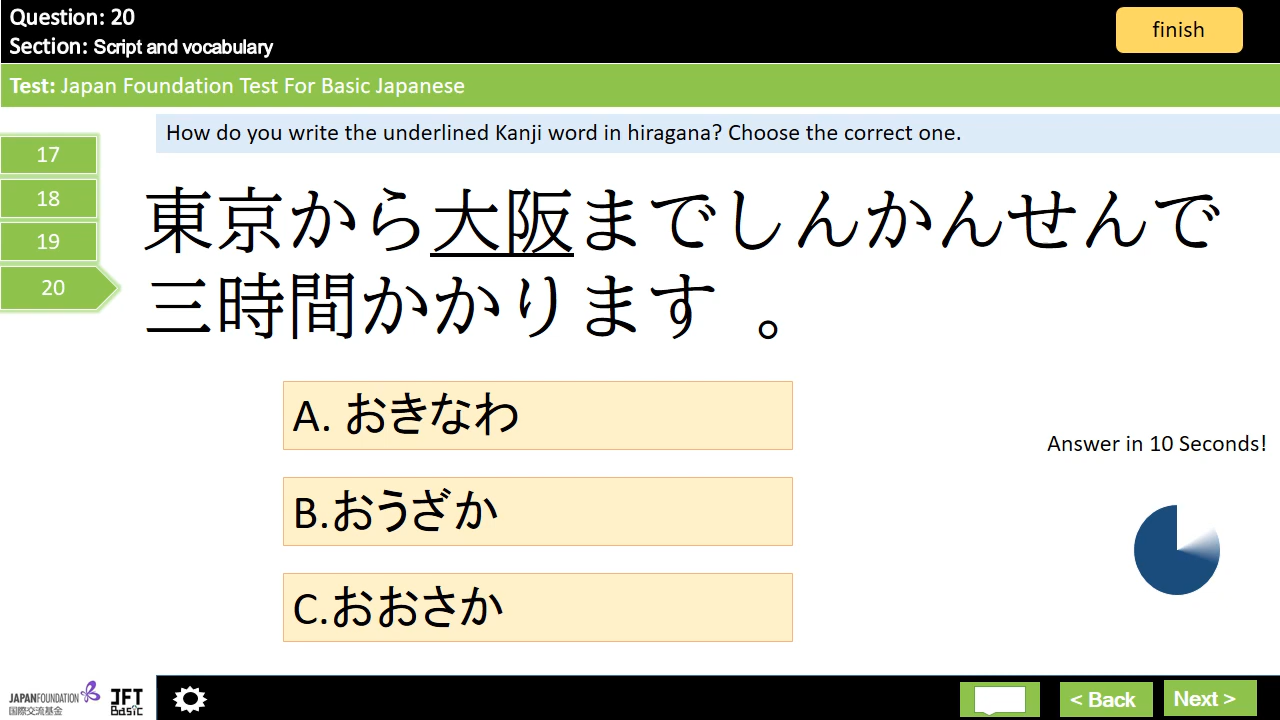 Question: 20
Section: Script and vocabulary
finish
Test: Japan Foundation Test For Basic Japanese
How do you write the underlined Kanji word in hiragana? Choose the correct one.
17
18
19
20
東京から大阪までしんかんせんで
三時間かかります 。
A. おきなわ
B.おうざか
C.おおさか
Answer in 10 Seconds!
JAPANFOUNDATION
国際交流基金
JFT
Basic
< Back
Next >